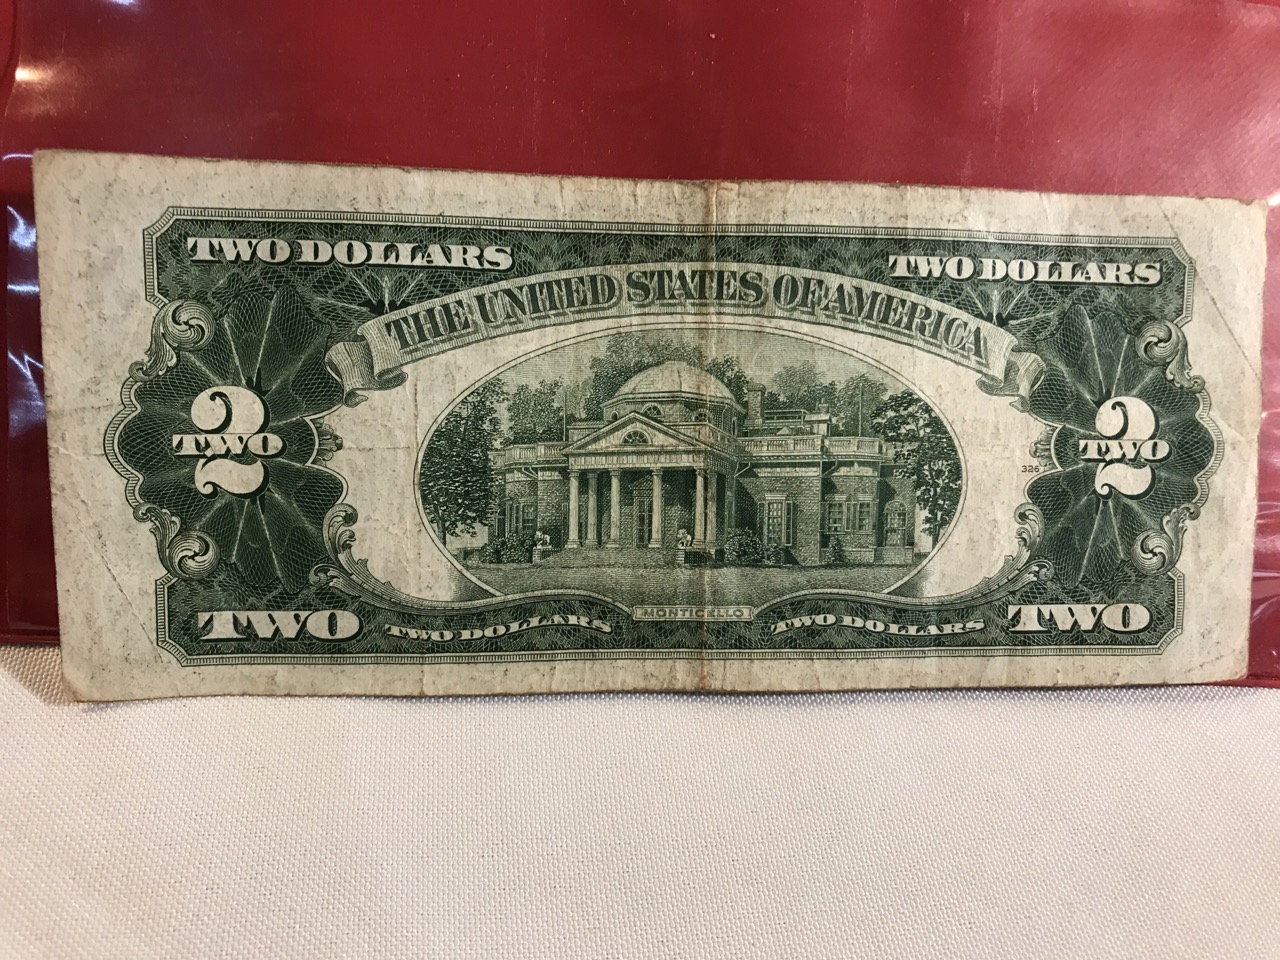 TWO DOLLARS TWO DOLLARS
THE UNITED STATES OF AMERICA
2 2
TWO TWO
326
MONTICELLO
TWO TWO DOLLARS TWO DOLLARS TWO